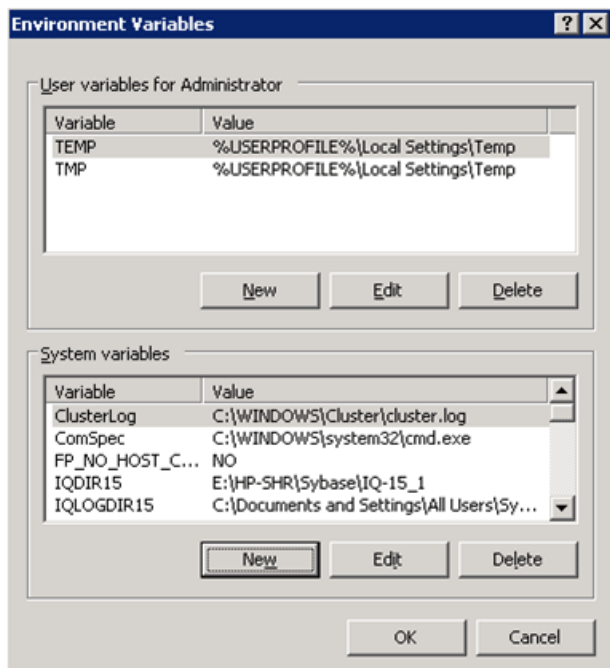 Environment Variables
User variables for Administrator
Variable Value
TEMP %USERPROFILE%\Local Settings\Temp
TMP %USERPROFILE%\Local Settings\Temp
New Edit Delete
System variables
Variable Value
ClusterLog C:\WINDOWS\Cluster\cluster.log
ComSpec C:\WINDOWS\system32\cmd.exe
FP_NO_HOST_C... NO
IQDIR15 E:\HP-SHR\Sybase\IQ-15_1
IQLOGDIR15 C:\Documents and Settings\All Users\Sy...
New Edit Delete
OK Cancel